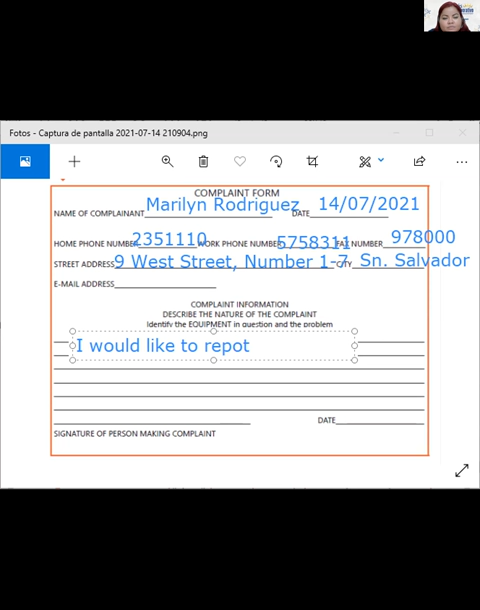 Fotos - Captura de pantalla 2021-07-14 210904.png
COMPLAINT FORM
NAME OF COMPLAINANT Marilyn Rodriguez DATE 14/07/2021
HOME PHONE NUMBER 2351110 WORK PHONE NUMBER 5758311 FAX NUMBER 978000
STREET ADDRESS 9 West Street, Number 1-7 CITY Sn. Salvador
E-MAIL ADDRESS
COMPLAINT INFORMATION
DESCRIBE THE NATURE OF THE COMPLAINT
Identify the EQUIPMENT in question and the problem
I would like to repot
DATE
SIGNATURE OF PERSON MAKING COMPLAINT